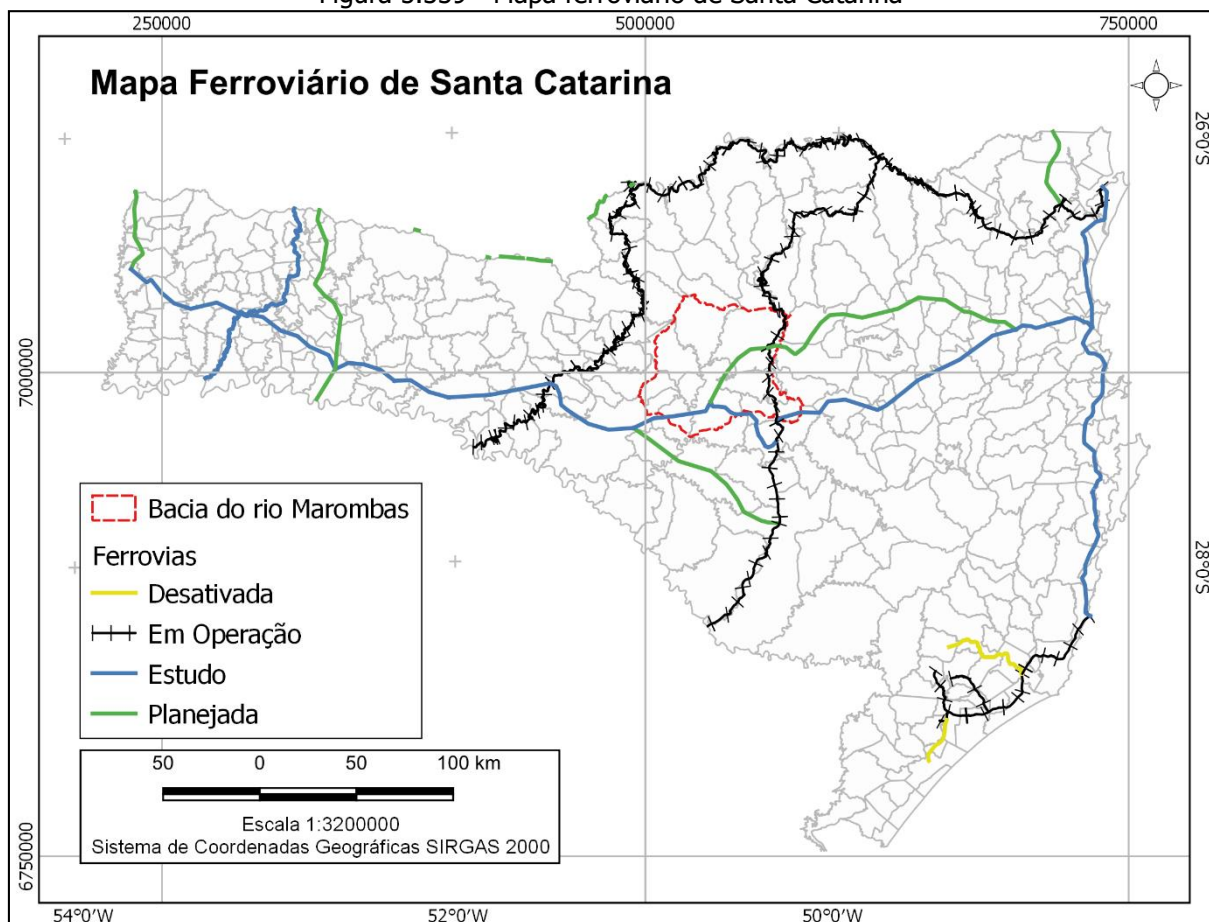 Figura 5.339 - Mapa ferroviário de Santa Catarina
250000 500000 750000
Mapa Ferroviário de Santa Catarina
26°0'S
7000000
Bacia do rio Marombas
Ferrovias
Desativada
Em Operação
Estudo
Planejada
28°0'S
50 0 50 100 km
Escala 1:3200000
Sistema de Coordenadas Geográficas SIRGAS 2000
6750000
54°0'W 52°0'W 50°0'W